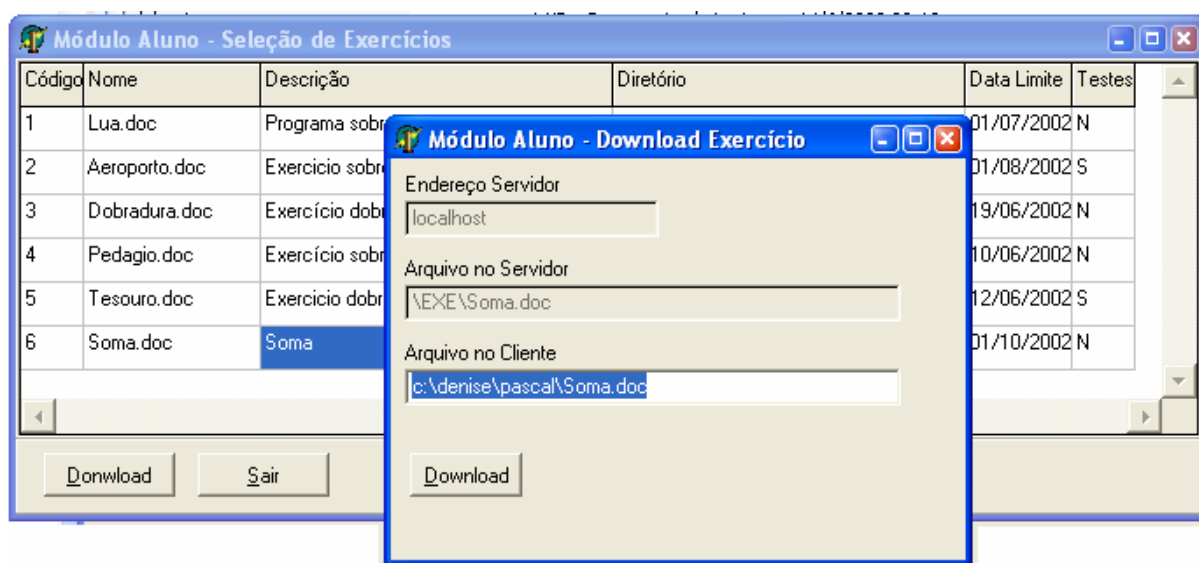 Módulo Aluno - Seleção de Exercícios
Código Nome Descrição Diretório Data Limite Testes
1 Lua.doc Programa sobr 01/07/2002 N
2 Aeroporto.doc Exercicio sobr 01/08/2002 S
3 Dobradura.doc Exercício dob 19/06/2002 N
4 Pedagio.doc Exercício sobr 10/06/2002 N
5 Tesouro.doc Exercicio dobr 12/06/2002 S
6 Soma.doc Soma 01/10/2002 N
Donwload Sair
Módulo Aluno - Download Exercício
Endereço Servidor
localhost
Arquivo no Servidor
\EXE\Soma.doc
Arquivo no Cliente
c:\denise\pascal\Soma.doc
Download